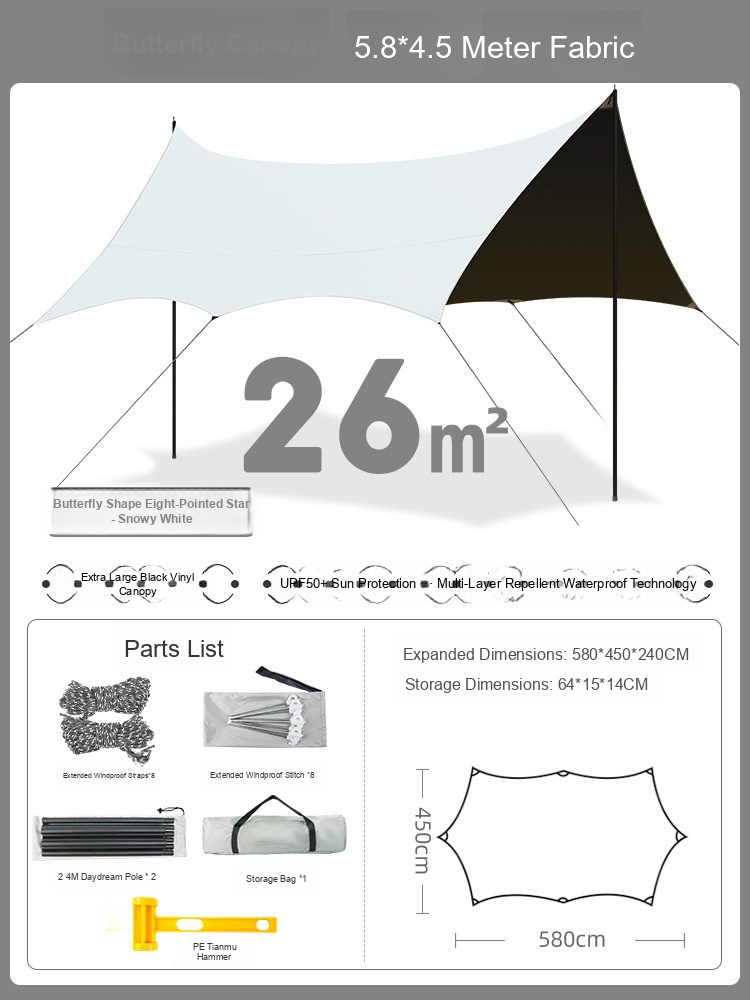 Butterfly Canopy 5.8*4.5 Meter Fabric
26m²
Butterfly Shape Eight-Pointed Star
- Snowy White
Extra Large Black Vinyl
Canopy
UPF50+ Sun Protection
Multi-Layer Repellent Waterproof Technology
Parts List
Extended Windproof Straps*8
Extended Windproof Stitch *8
2 4M Daydream Pole * 2
Storage Bag *1
PE Tianmu
Hammer
Expanded Dimensions: 580*450*240CM
Storage Dimensions: 64*15*14CM
450cm
580cm